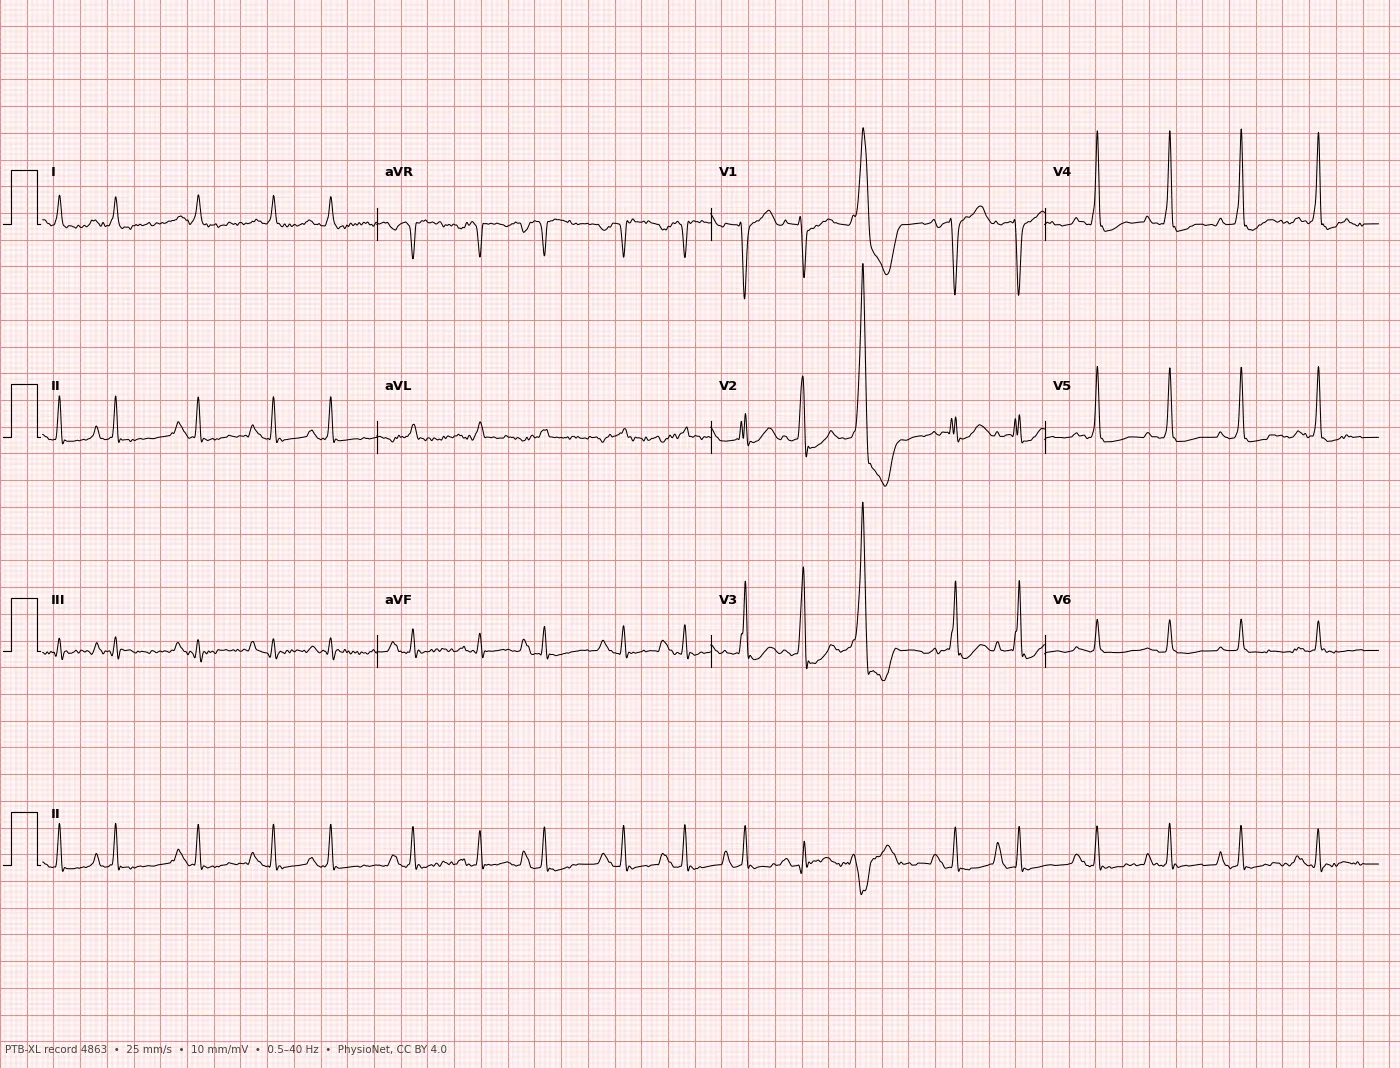 I aVR V1 V4
II aVL V2 V5
III aVF V3 V6
II
PTB-XL record 4863 • 25 mm/s • 10 mm/mV • 0.5–40 Hz • PhysioNet, CC BY 4.0